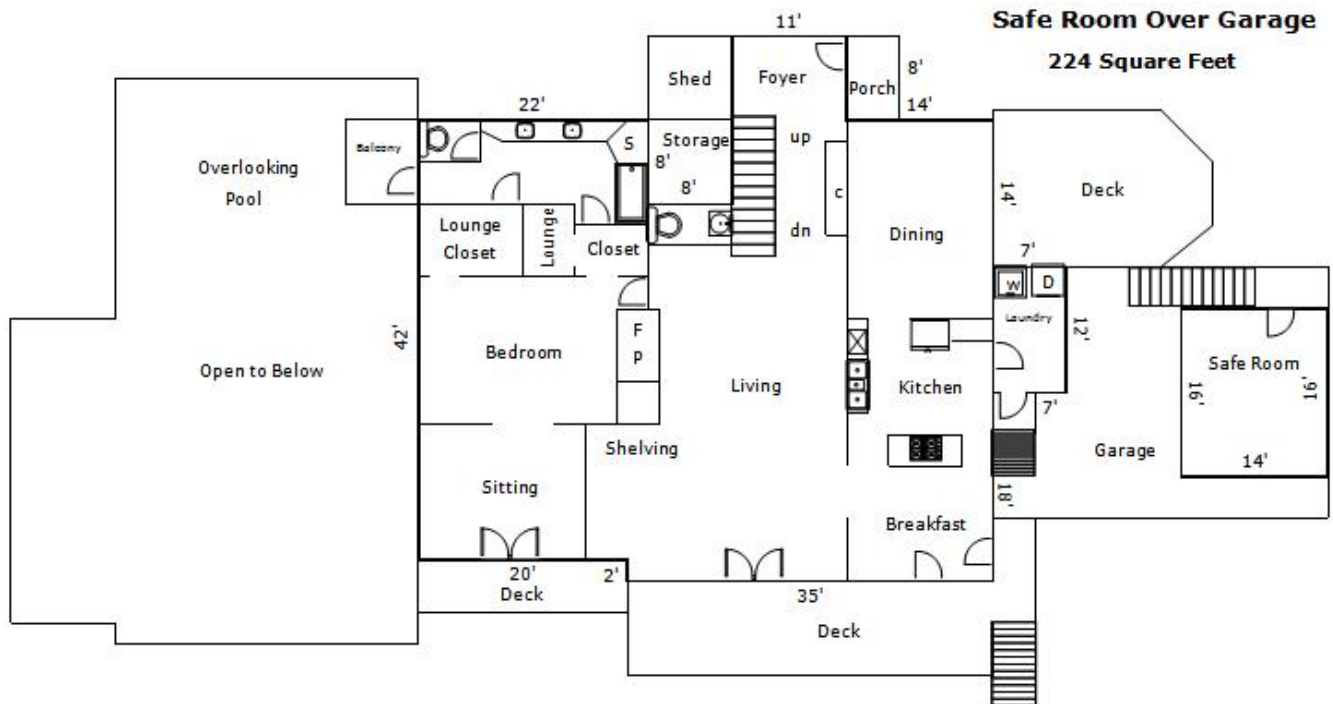 Safe Room Over Garage
224 Square Feet
11'
Shed
Foyer
Porch
8'
14'
22'
Balcony
S
Storage
up
8'
8'
c
Overlooking
Pool
Deck
14'
Lounge
Closet
Lounge
Closet
dn
Dining
7'
W
D
Laundry
12'
42'
F
P
Bedroom
Open to Below
Living
Kitchen
Safe Room
16'
16'
7'
Shelving
Garage
14'
Sitting
18'
Breakfast
20'
2'
Deck
35'
Deck